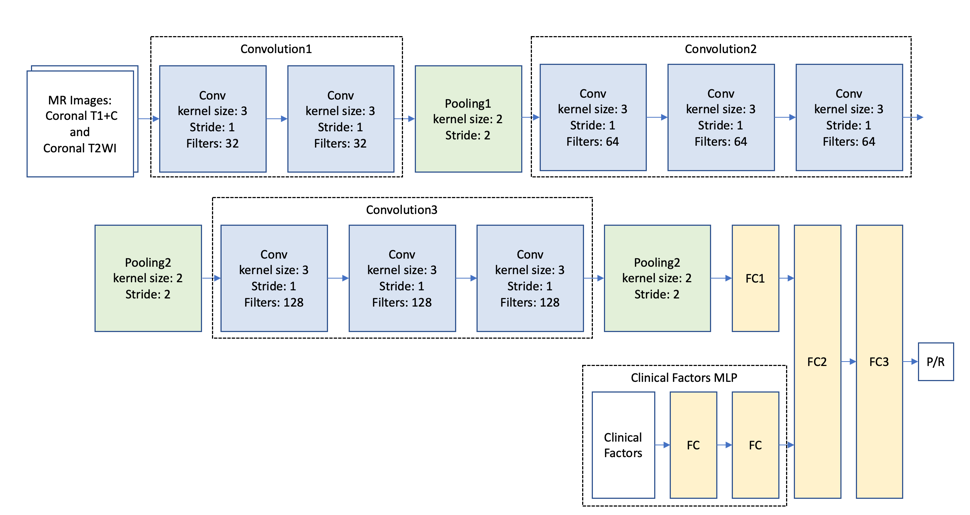 Convolution1
Convolution2
MR Images:
Coronal T1+C
and
Coronal T2WI
Conv
kernel size: 3
Stride: 1
Filters: 32
Conv
kernel size: 3
Stride: 1
Filters: 32
Pooling1
kernel size: 2
Stride: 2
Conv
kernel size: 3
Stride: 1
Filters: 64
Conv
kernel size: 3
Stride: 1
Filters: 64
Conv
kernel size: 3
Stride: 1
Filters: 64
Convolution3
Pooling2
kernel size: 2
Stride: 2
Conv
kernel size: 3
Stride: 1
Filters: 128
Conv
kernel size: 3
Stride: 1
Filters: 128
Conv
kernel size: 3
Stride: 1
Filters: 128
Pooling2
kernel size: 2
Stride: 2
FC1
FC2
FC3
P/R
Clinical Factors MLP
Clinical
Factors
FC
FC